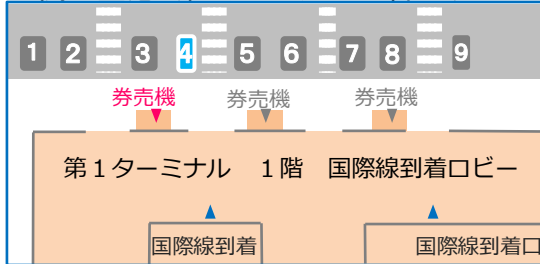 1 2 3 4 5 6 7 8 9
券売機 券売機 券売機
第1ターミナル 1階 国際線到着ロビー
国際線到着 国際線到着口